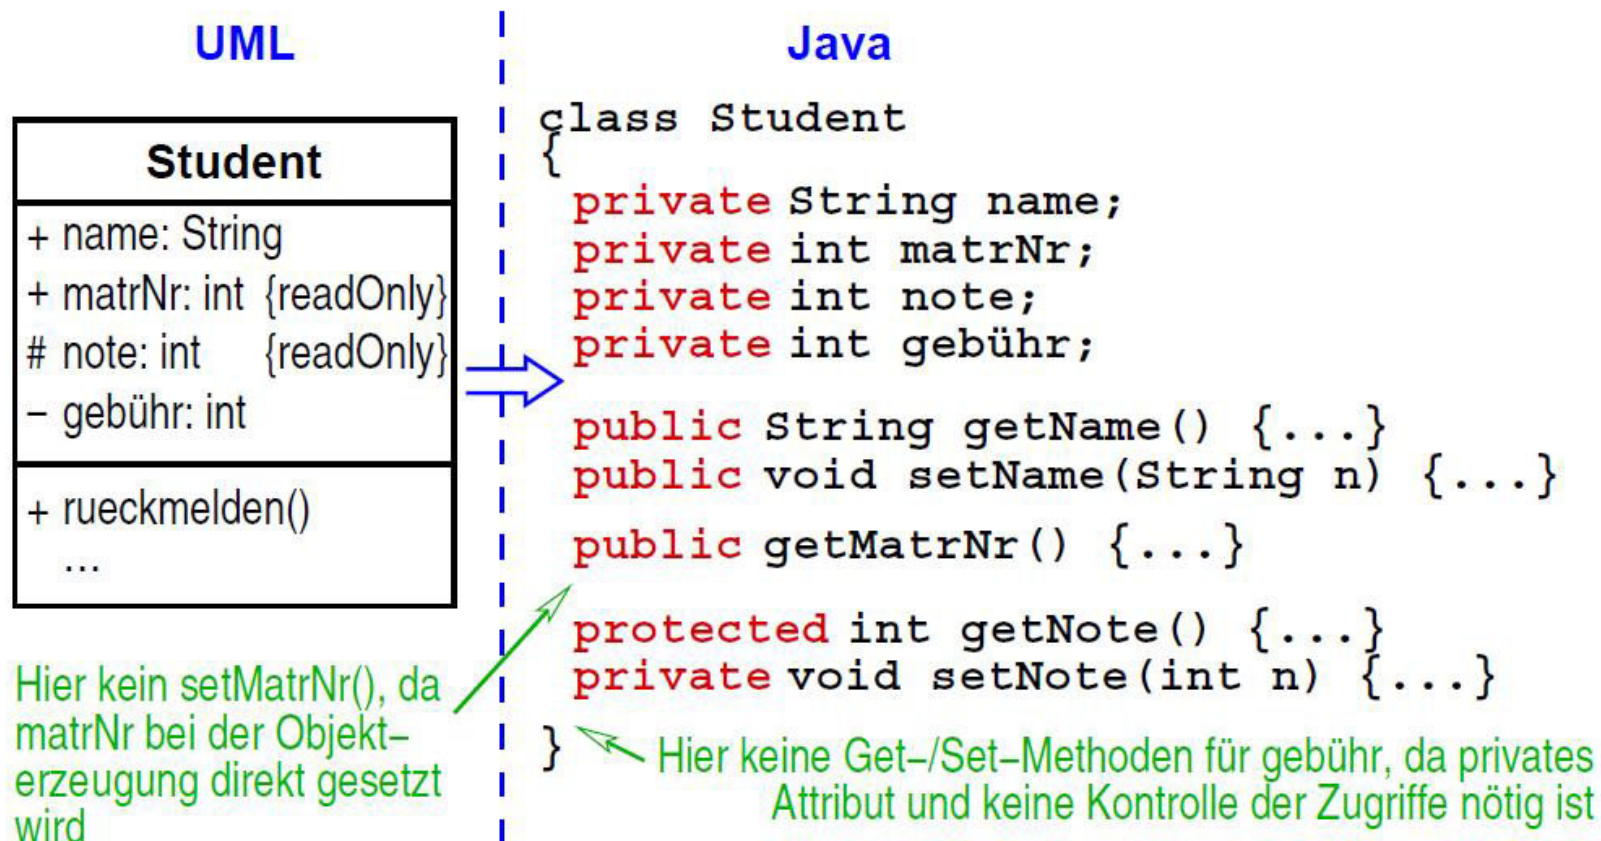 UML
Student
+ name: String
+ matrNr: int {readOnly}
# note: int {readOnly}
– gebühr: int
+ rueckmelden()
...
Hier kein setMatrNr(), da
matrNr bei der Objekt–
erzeugung direkt gesetzt
wird
Java
class Student
{
private String name;
private int matrNr;
private int note;
private int gebühr;
public String getName() {...}
public void setName(String n) {...}
public getMatrNr() {...}
protected int getNote() {...}
private void setNote(int n) {...}
}
Hier keine Get–/Set–Methoden für gebühr, da privates
Attribut und keine Kontrolle der Zugriffe nötig ist